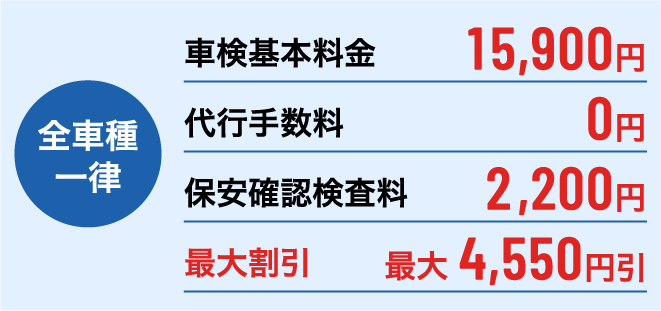 全車種
一律
車検基本料金 15,900円
代行手数料 0円
保安確認検査料 2,200円
最大割引 最大 4,550円引